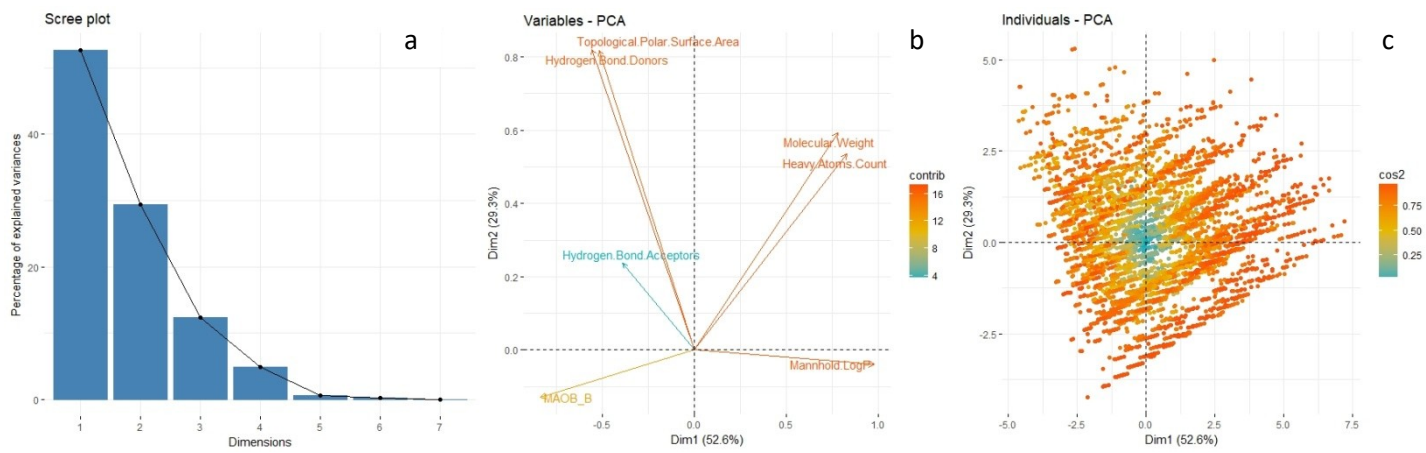 Scree plot
a
Percentage of explained variances
40
20
0
1 2 3 4 5 6 7
Dimensions
Variables - PCA
b
Topological.Polar.Surface.Area
Hydrogen.Bond.Donors
Molecular.Weight
Heavy.Atoms.Count
Hydrogen.Bond.Acceptors
Mannhold.LogP
MAOB_B
Dim2 (29.3%)
0.8
0.6
0.4
0.2
0.0
-0.5 0.0 0.5 1.0
Dim1 (52.6%)
contrib
16
12
8
4
Individuals - PCA
c
Dim2 (29.3%)
5.0
2.5
0.0
-2.5
-5.0 -2.5 0.0 2.5 5.0 7.5
Dim1 (52.6%)
cos2
0.75
0.50
0.25